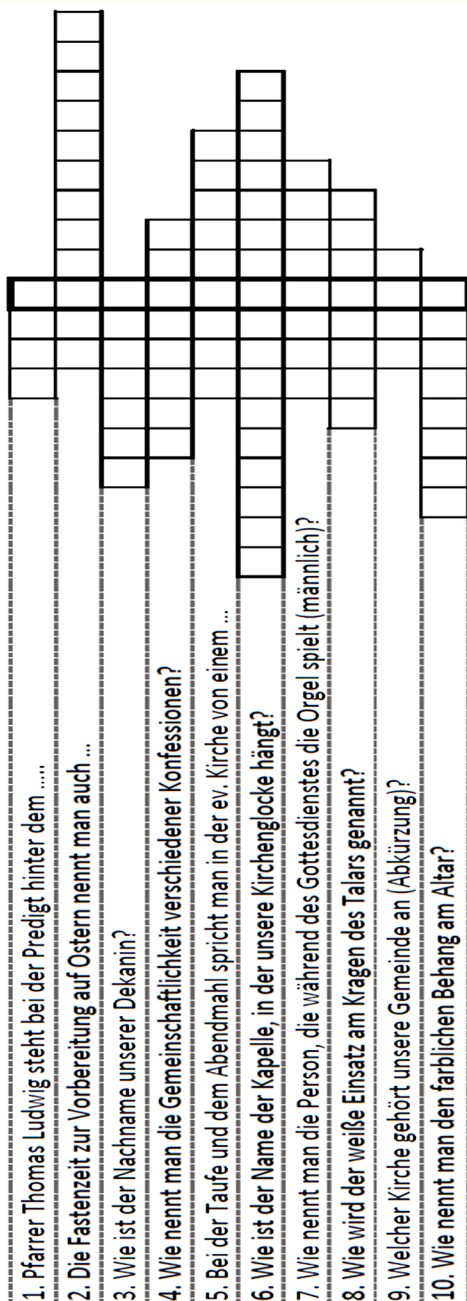 1. Pfarrer Thomas Ludwig steht bei der Predigt hinter dem .....
2. Die Fastenzeit zur Vorbereitung auf Ostern nennt man auch ...
3. Wie ist der Nachname unserer Dekanin?
4. Wie nennt man die Gemeinschaftlichkeit verschiedener Konfessionen?
5. Bei der Taufe und dem Abendmahl spricht man in der ev. Kirche von einem ...
6. Wie ist der Name der Kapelle, in der unsere Kirchenglocke hängt?
7. Wie nennt man die Person, die während des Gottesdienstes die Orgel spielt (männlich)?
8. Wie wird der weiße Einsatz am Kragen des Talars genannt?
9. Welcher Kirche gehört unsere Gemeinde an (Abkürzung)?
10. Wie nennt man den farblichen Behang am Altar?